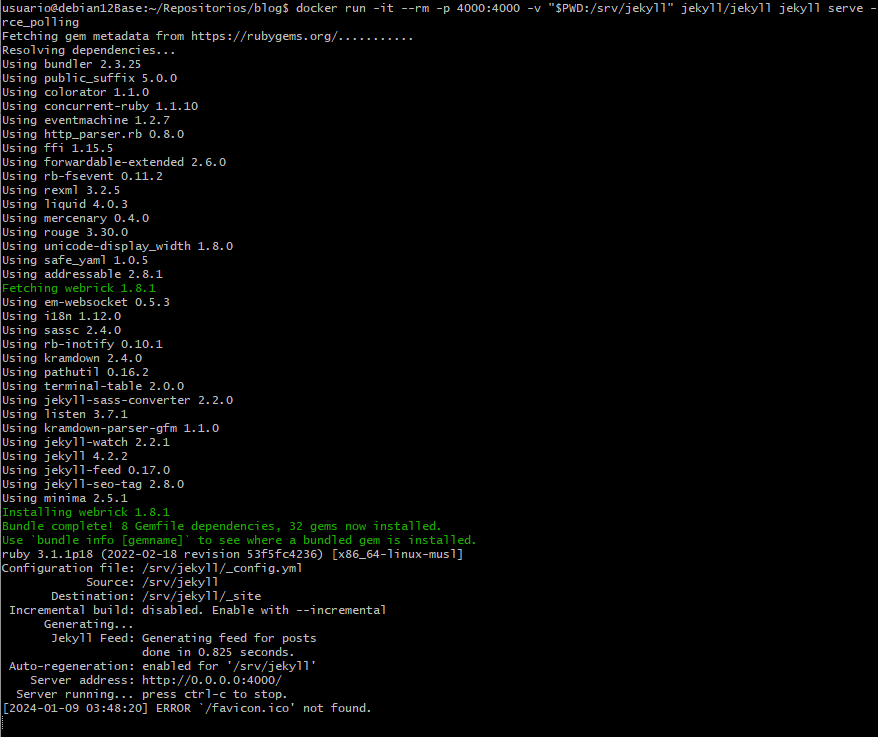 usuario@debian12Base:~/Repositorios/blog$ docker run -it --rm -p 4000:4000 -v "$PWD:/srv/jekyll" jekyll/jekyll jekyll serve -
rce_polling
Fetching gem metadata from https://rubygems.org/...........
Resolving dependencies...
Using bundler 2.3.25
Using public_suffix 5.0.0
Using colorator 1.1.0
Using concurrent-ruby 1.1.10
Using eventmachine 1.2.7
Using http_parser.rb 0.8.0
Using ffi 1.15.5
Using forwardable-extended 2.6.0
Using rb-fsevent 0.11.2
Using rexml 3.2.5
Using liquid 4.0.3
Using mercenary 0.4.0
Using rouge 3.30.0
Using unicode-display_width 1.8.0
Using safe_yaml 1.0.5
Using addressable 2.8.1
Fetching webrick 1.8.1
Using em-websocket 0.5.3
Using i18n 1.12.0
Using sassc 2.4.0
Using rb-inotify 0.10.1
Using kramdown 2.4.0
Using pathutil 0.16.2
Using terminal-table 2.0.0
Using jekyll-sass-converter 2.2.0
Using listen 3.7.1
Using kramdown-parser-gfm 1.1.0
Using jekyll-watch 2.2.1
Using jekyll 4.2.2
Using jekyll-feed 0.17.0
Using jekyll-seo-tag 2.8.0
Using minima 2.5.1
Installing webrick 1.8.1
Bundle complete! 8 Gemfile dependencies, 32 gems now installed.
Use `bundle info [gemname]` to see where a bundled gem is installed.
ruby 3.1.1p18 (2022-02-18 revision 53f5fc4236) [x86_64-linux-musl]
Configuration file: /srv/jekyll/_config.yml
Source: /srv/jekyll
Destination: /srv/jekyll/_site
Incremental build: disabled. Enable with --incremental
Generating...
Jekyll Feed: Generating feed for posts
done in 0.825 seconds.
Auto-regeneration: enabled for '/srv/jekyll'
Server address: http://0.0.0.0:4000/
Server running... press ctrl-c to stop.
[2024-01-09 03:48:20] ERROR `/favicon.ico' not found.